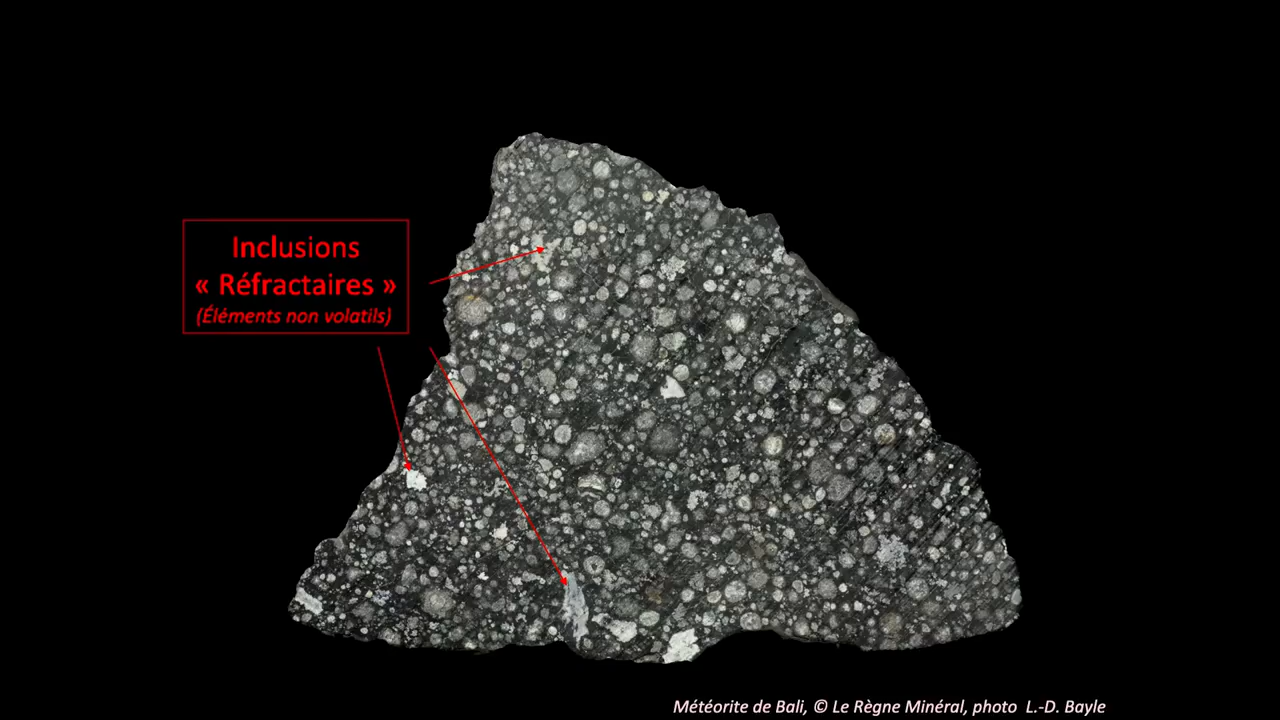 Inclusions
« Réfractaires »
(Éléments non volatils)
Météorite de Bali, © Le Règne Minéral, photo L.-D. Bayle